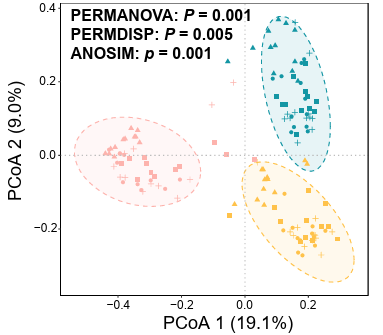 PERMANOVA: P = 0.001
PERMDISP: P = 0.005
ANOSIM: p = 0.001
0.4
0.2
0.0
−0.2
PCoA 2 (9.0%)
−0.4
−0.2
0.0
0.2
PCoA 1 (19.1%)